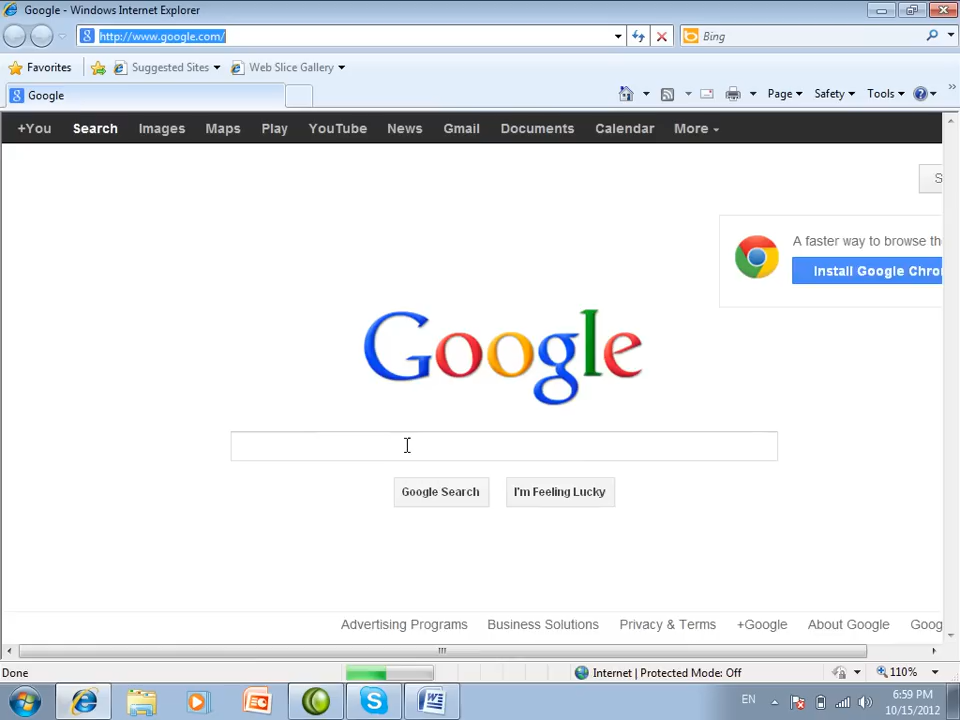 Google - Windows Internet Explorer
http://www.google.com/
Bing
Favorites
Suggested Sites
Web Slice Gallery
Google
Page
Safety
Tools
+You Search Images Maps Play YouTube News Gmail Documents Calendar More
S
A faster way to browse the
Install Google Chro
Google
Google Search
I'm Feeling Lucky
Advertising Programs Business Solutions Privacy & Terms +Google About Google Goog
Done
Internet | Protected Mode: Off
110%
EN
6:59 PM
10/15/2012